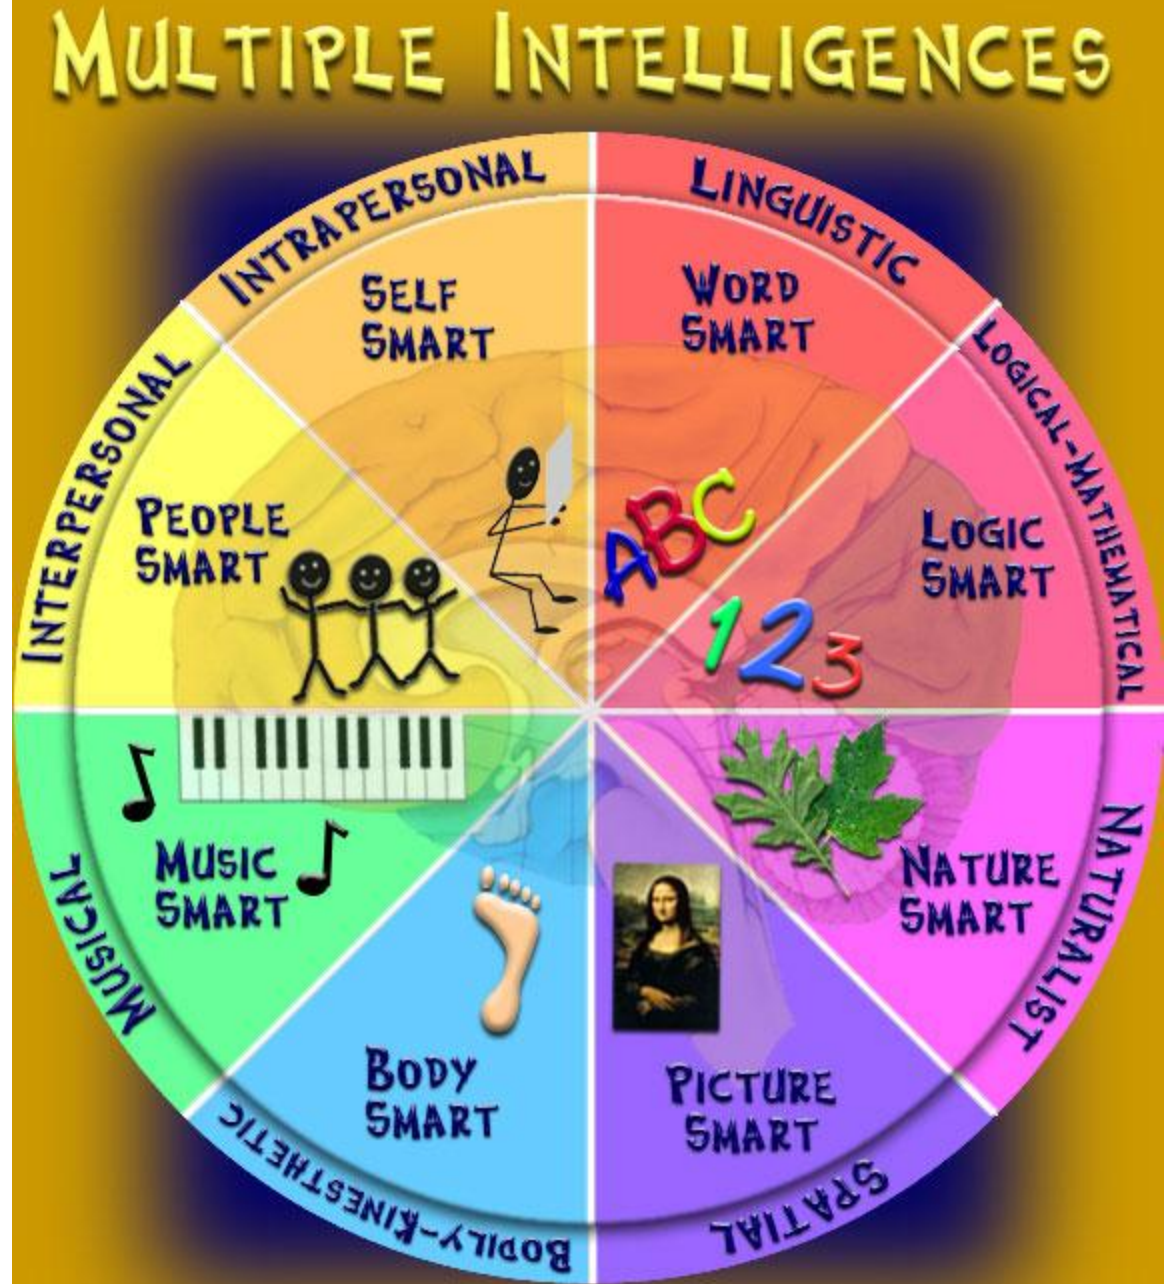 MULTIPLE INTELLIGENCES
INTRAPERSONAL
SELF
SMART
LINGUISTIC
WORD
SMART
LOGICAL-MATHEMATICAL
LOGIC
SMART
ABC
123
NATURALIST
NATURE
SMART
SPATIAL
PICTURE
SMART
BODILY-KINESTHETIC
BODY
SMART
MUSICAL
MUSIC
SMART
INTERPERSONAL
PEOPLE
SMART